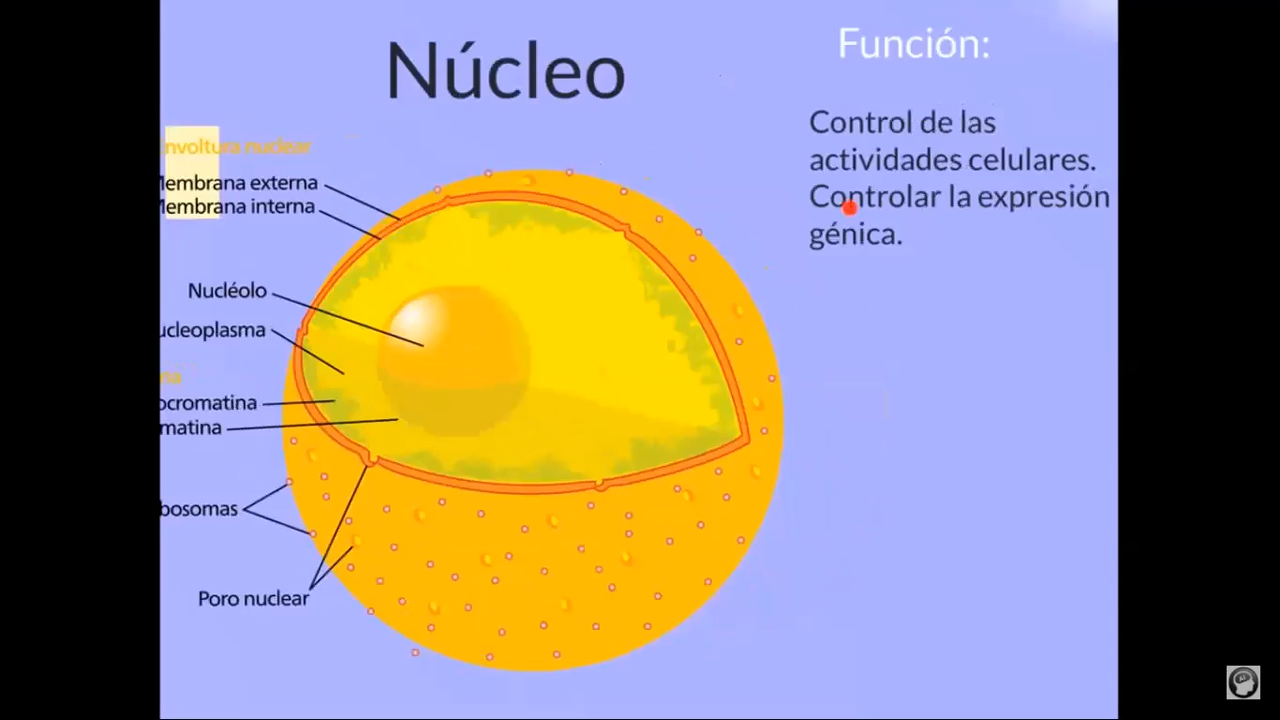 Núcleo
Función:
Control de las
actividades celulares.
Controlar la expresión
génica.
nvoltura nuclear
Membrana externa
Membrana interna
Nucléolo
ucleoplasma
na
ocromatina
matina
bosomas
Poro nuclear